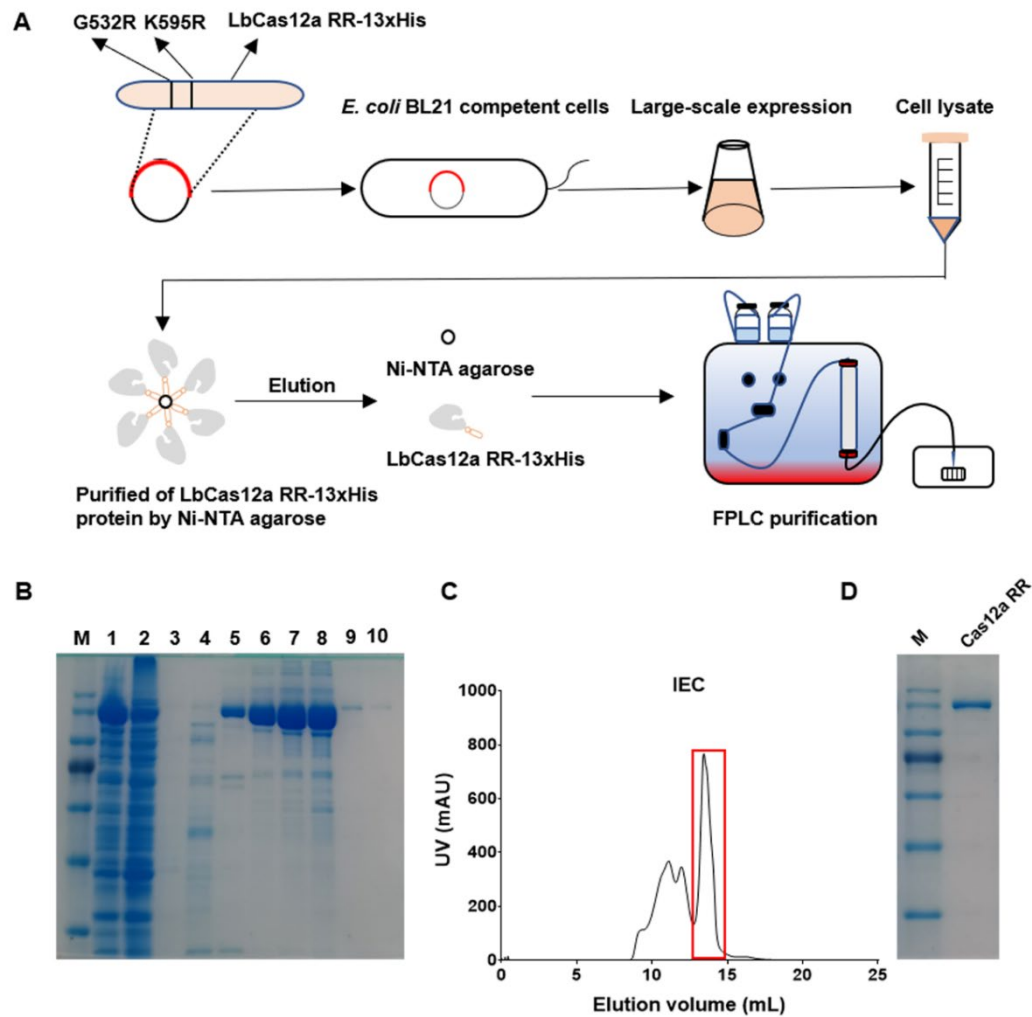 A
G532R K595R LbCas12a RR-13xHis
E. coli BL21 competent cells
Large-scale expression
Cell lysate
Elution
Ni-NTA agarose
LbCas12a RR-13xHis
Purified of LbCas12a RR-13xHis
protein by Ni-NTA agarose
FPLC purification
B
M 1 2 3 4 5 6 7 8 9 10
C
IEC
1000
800
600
400
200
0
UV (mAU)
0 5 10 15 20 25
Elution volume (mL)
D
M Cas12a RR